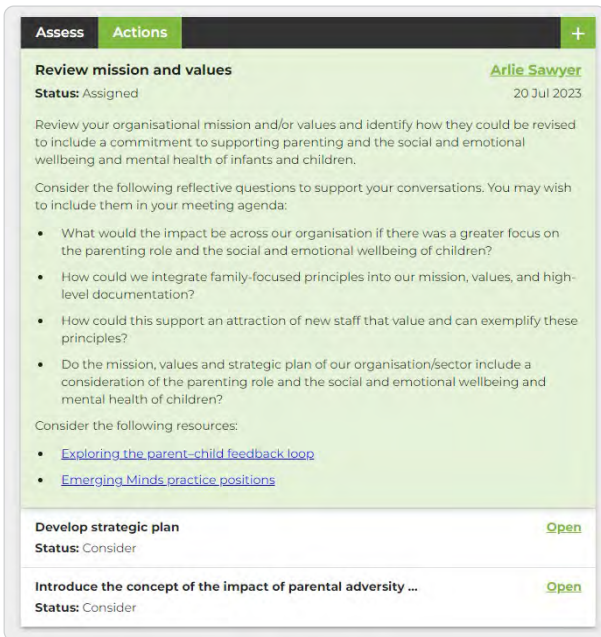 Assess Actions +
Review mission and values Arlie Sawyer
Status: Assigned 20 Jul 2023
Review your organisational mission and/or values and identify how they could be revised
to include a commitment to supporting parenting and the social and emotional
wellbeing and mental health of infants and children.
Consider the following reflective questions to support your conversations. You may wish
to include them in your meeting agenda:
• What would the impact be across our organisation if there was a greater focus on
the parenting role and the social and emotional wellbeing of children?
• How could we integrate family-focused principles into our mission, values, and high-
level documentation?
• How could this support an attraction of new staff that value and can exemplify these
principles?
• Do the mission, values and strategic plan of our organisation/sector include a
consideration of the parenting role and the social and emotional wellbeing and
mental health of children?
Consider the following resources:
• Exploring the parent–child feedback loop
• Emerging Minds practice positions
Develop strategic plan Open
Status: Consider
Introduce the concept of the impact of parental adversity ... Open
Status: Consider